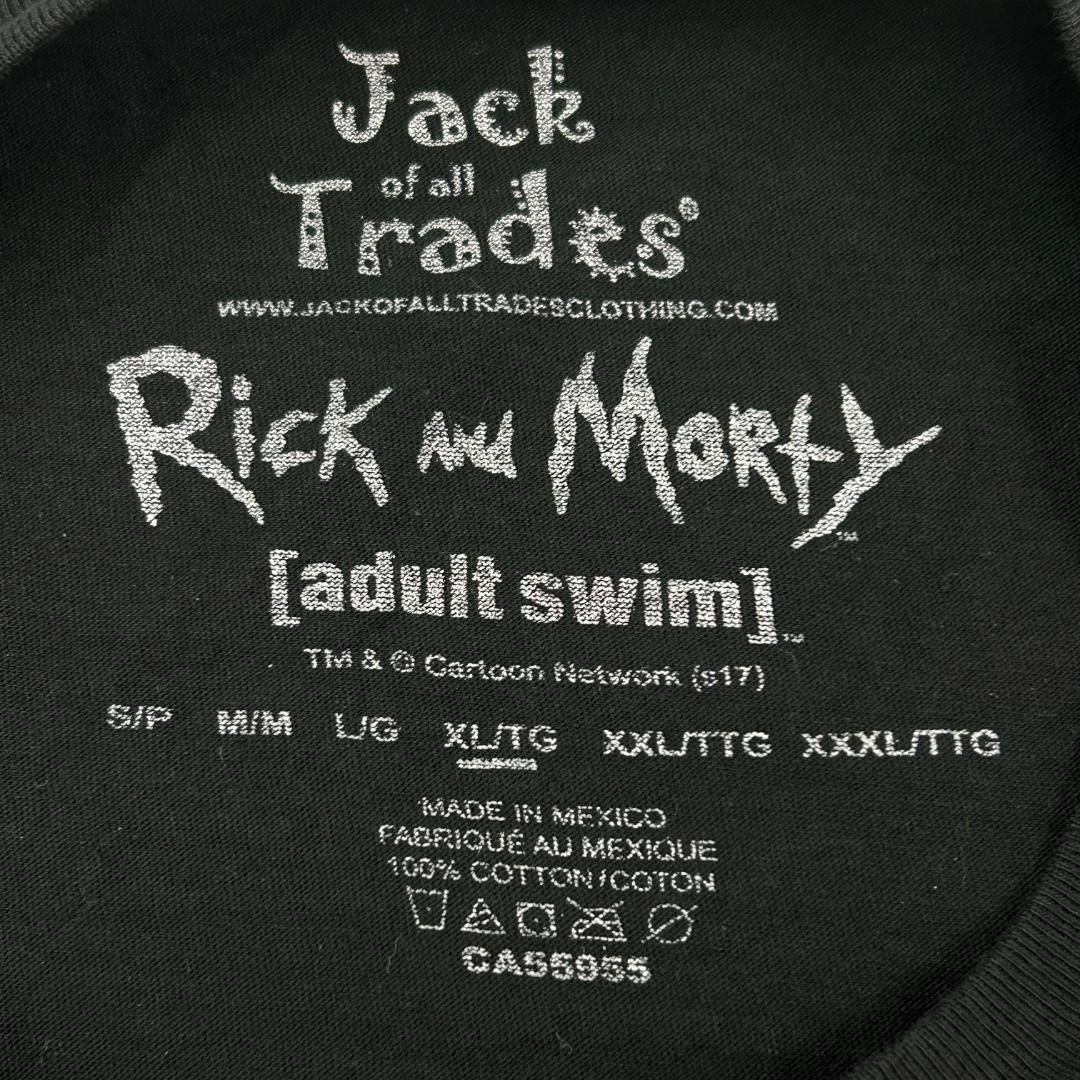 Jack
of all
Trades®
WWW.JACKOFALLTRADESCLOTHING.COM
Rick and Morty™
[adult swim]™
TM & © Cartoon Network (s17)
S/P M/M L/G XL/TG XXL/TTG XXXL/TTG
MADE IN MEXICO
FABRIQUÉ AU MEXIQUE
100% COTTON/COTON
CA55955